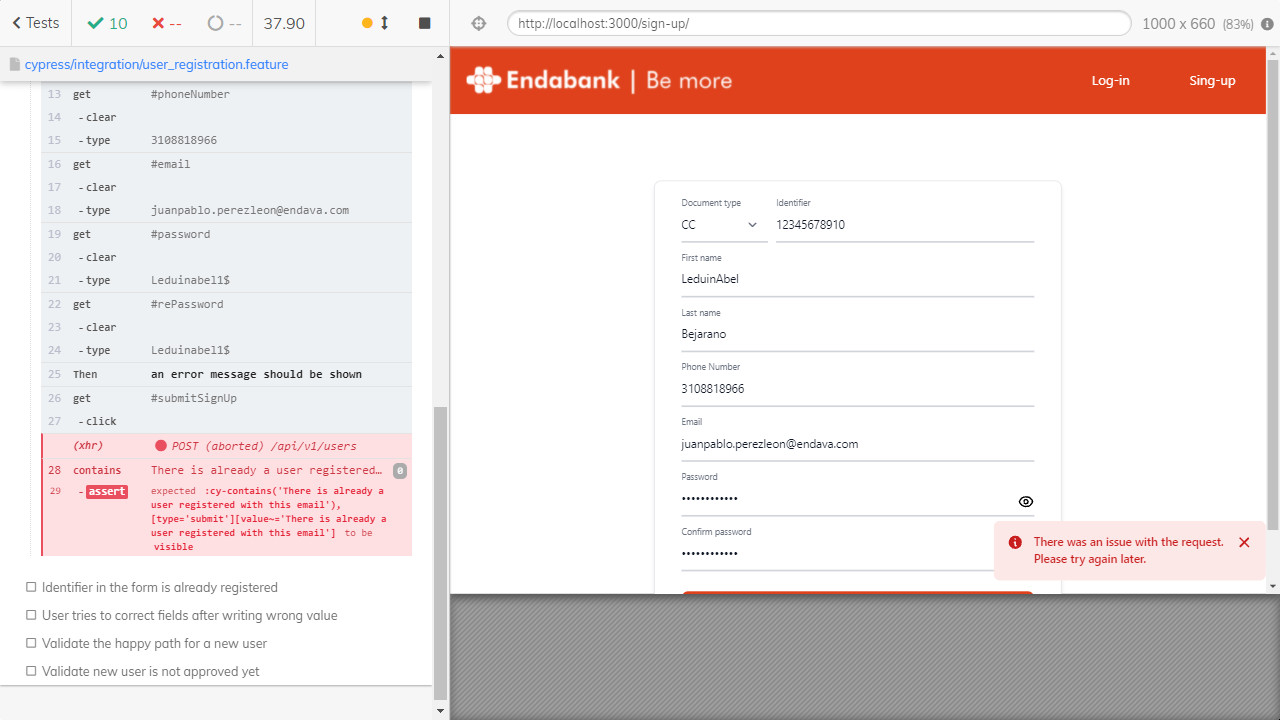 Tests
10
--
--
37.90
http://localhost:3000/sign-up/
1000 x 660 (83%)
cypress/integration/user_registration.feature
13 get #phoneNumber
14 -clear
15 -type 3108818966
16 get #email
17 -clear
18 -type juanpablo.perezleon@endava.com
19 get #password
20 -clear
21 -type Leduinabel1$
22 get #rePassword
23 -clear
24 -type Leduinabel1$
25 Then an error message should be shown
26 get #submitSignUp
27 -click
(xhr) POST (aborted) /api/v1/users
28 contains There is already a user registered… 0
29 -assert expected :cy-contains('There is already a
user registered with this email'),
[type='submit'][value~='There is already a
user registered with this email'] to be
visible
Identifier in the form is already registered
User tries to correct fields after writing wrong value
Validate the happy path for a new user
Validate new user is not approved yet
Endabank | Be more
Log-in
Sing-up
Document type
Identifier
CC
12345678910
First name
LeduinAbel
Last name
Bejarano
Phone Number
3108818966
Email
juanpablo.perezleon@endava.com
Password
••••••••••••
Confirm password
••••••••••••
There was an issue with the request.
Please try again later.